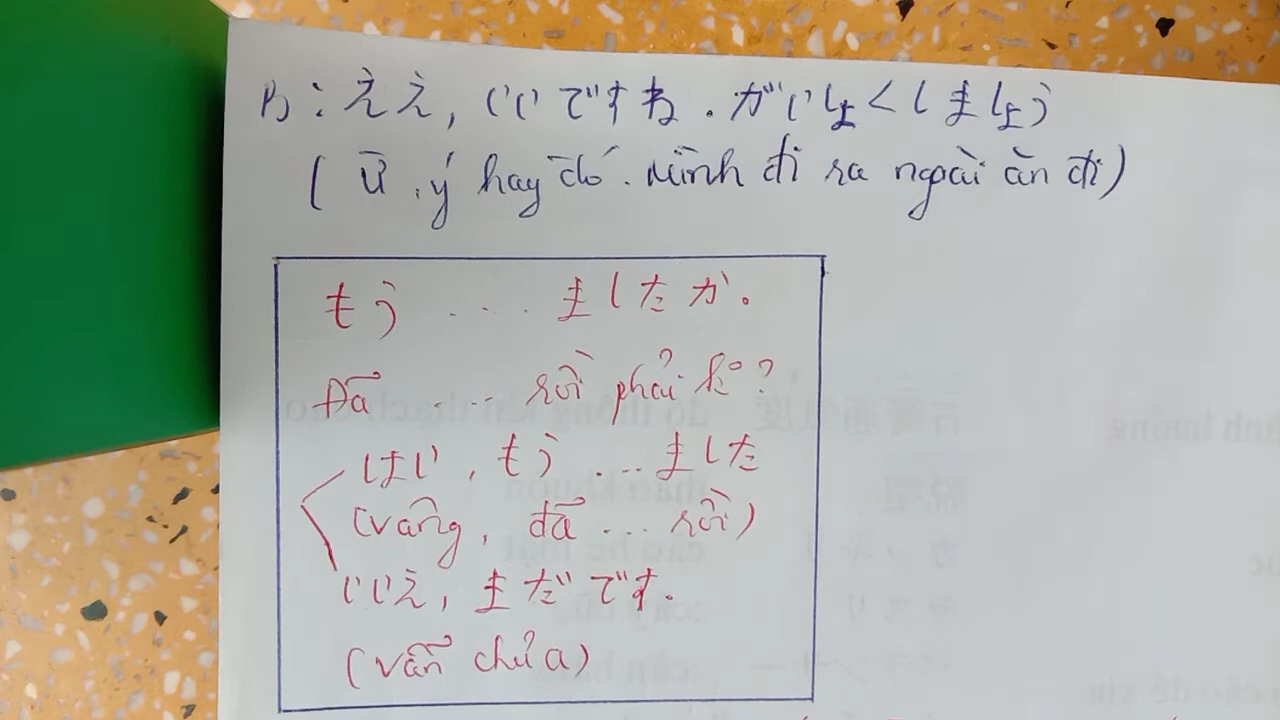 B: ええ, いいですね. がいしょくしましょう
(Ừ, ý hay đó. Mình đi ra ngoài ăn đi)
もう .... ましたか。
Đã .... rồi phải ko?
はい, もう .... ました
(vâng, đã ... rồi)
いいえ, まだです.
(vẫn chưa)